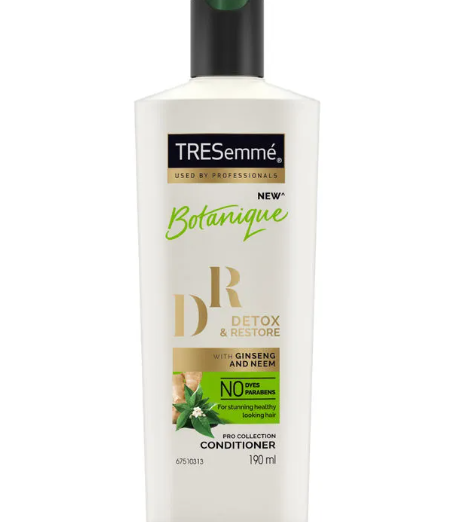 TRESemmé®
USED BY PROFESSIONALS
NEW^
Botanique
DR
DETOX
& RESTORE
WITH GINSENG
AND NEEM
NO DYES
PARABENS
For stunning healthy
looking hair
PRO COLLECTION
CONDITIONER
67510313 190 ml